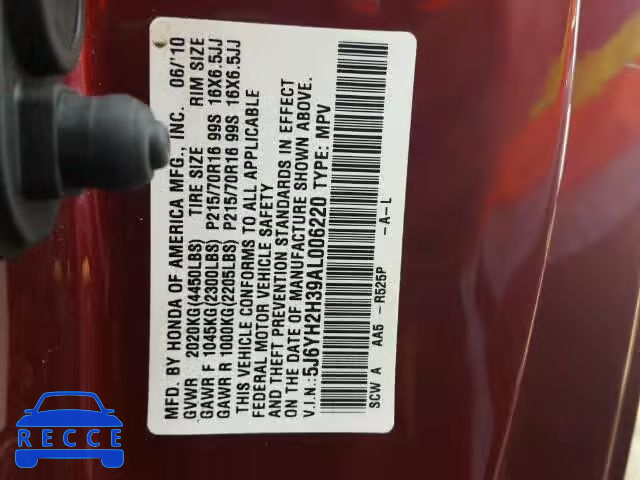 MFD. BY HONDA OF AMERICA MFG., INC. 06/'10
GVWR 2020KG(4450LBS) TIRE SIZE RIM SIZE
GAWR F 1045KG(2300LBS) P215/70R16 99S 16X6.5JJ
GAWR R 1000KG(2205LBS) P215/70R16 99S 16X6.5JJ
THIS VEHICLE CONFORMS TO ALL APPLICABLE
FEDERAL MOTOR VEHICLE SAFETY
AND THEFT PREVENTION STANDARDS IN EFFECT
ON THE DATE OF MANUFACTURE SHOWN ABOVE.
V.I.N.:5J6YH2H39AL006220 TYPE: MPV
SCW A AA5 - R525P - A - L
RECCE